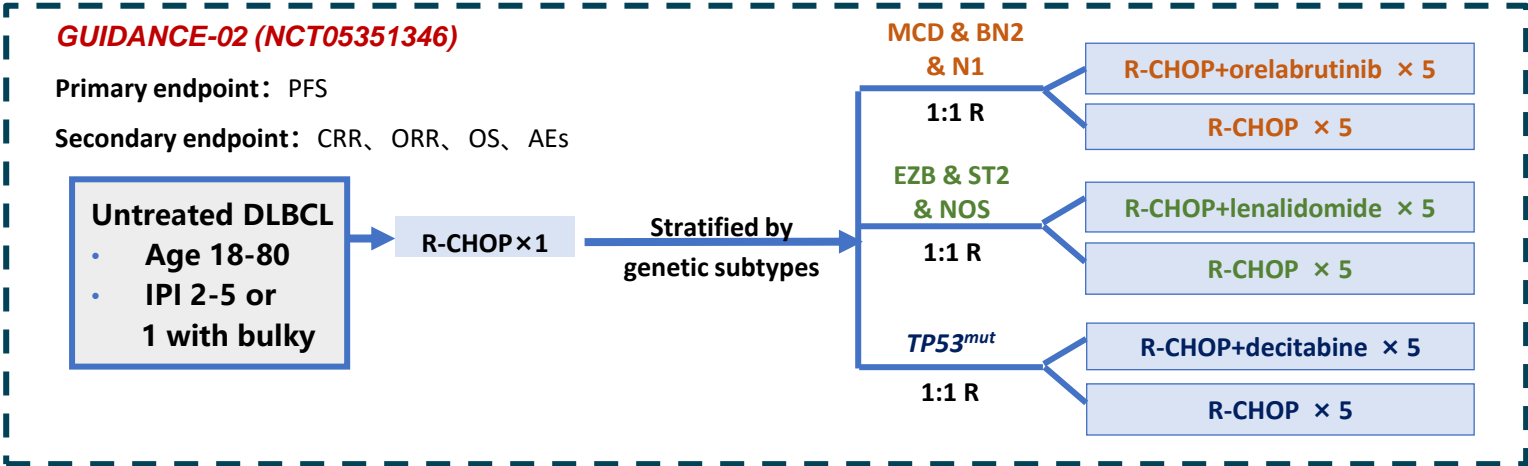 GUIDANCE-02 (NCT05351346)
Primary endpoint： PFS
Secondary endpoint： CRR、 ORR、 OS、 AEs
Untreated DLBCL
• Age 18-80
• IPI 2-5 or
1 with bulky
R-CHOP×1
Stratified by
genetic subtypes
MCD & BN2
& N1
1:1 R
R-CHOP+orelabrutinib × 5
R-CHOP × 5
EZB & ST2
& NOS
1:1 R
R-CHOP+lenalidomide × 5
R-CHOP × 5
TP53mut
1:1 R
R-CHOP+decitabine × 5
R-CHOP × 5